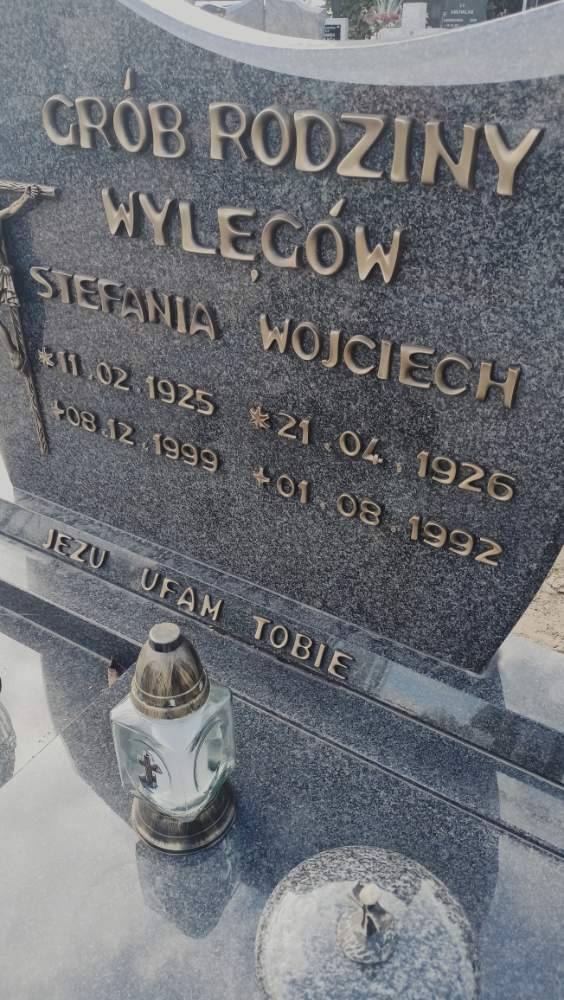 GRÓB RODZINY
WYLĘGÓW
STEFANIA
*11.02.1925
+08.12.1999
WOJCIECH
*21.04.1926
+01.08.1992
JEZU UFAM TOBIE